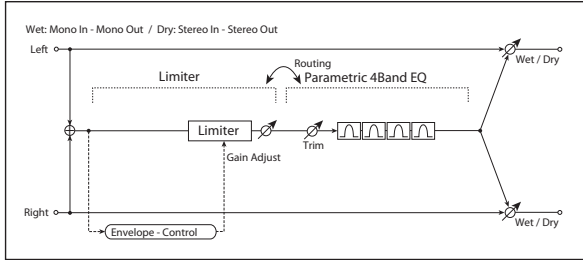 Wet: Mono In - Mono Out / Dry: Stereo In - Stereo Out
Left
Wet / Dry
Routing
Limiter
Parametric 4Band EQ
Limiter
Gain Adjust
Trim
Right
Wet / Dry
Envelope - Control